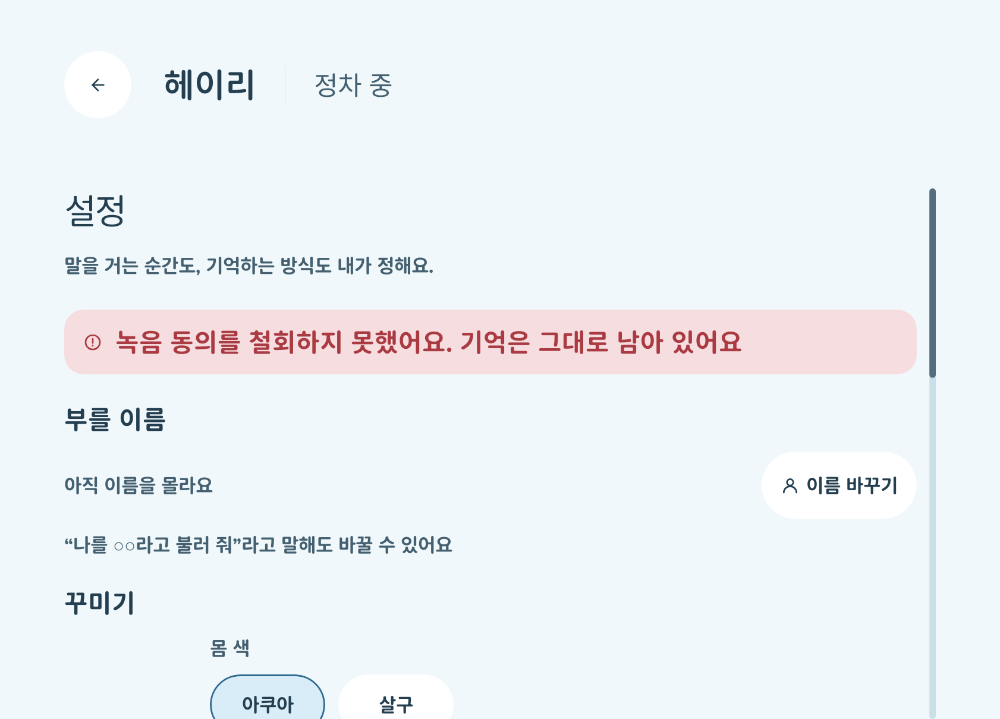 헤이리
정차 중
설정
말을 거는 순간도, 기억하는 방식도 내가 정해요.
녹음 동의를 철회하지 못했어요. 기억은 그대로 남아 있어요
부를 이름
아직 이름을 몰라요
이름 바꾸기
“나를 ○○라고 불러 줘”라고 말해도 바꿀 수 있어요
꾸미기
몸 색
아쿠아
살구